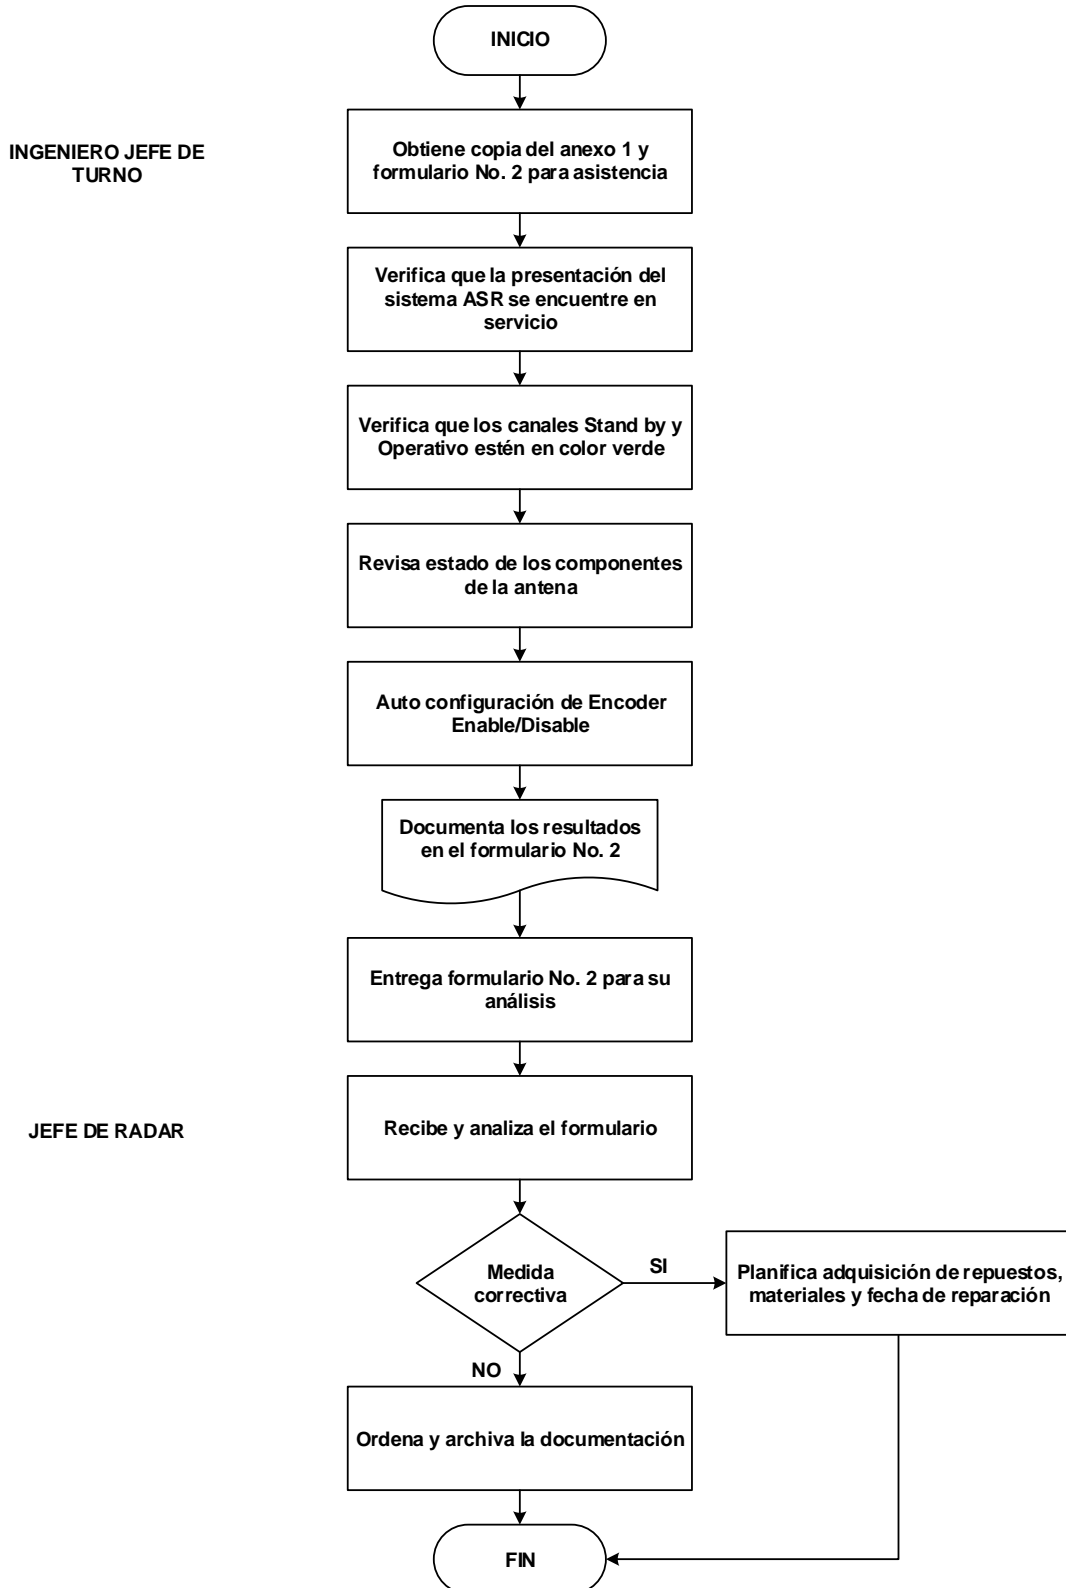 INICIO
INGENIERO JEFE DE
TURNO
Obtiene copia del anexo 1 y
formulario No. 2 para asistencia
Verifica que la presentación del
sistema ASR se encuentre en
servicio
Verifica que los canales Stand by y
Operativo estén en color verde
Revisa estado de los componentes
de la antena
Auto configuración de Encoder
Enable/Disable
Documenta los resultados
en el formulario No. 2
Entrega formulario No. 2 para su
análisis
JEFE DE RADAR
Recibe y analiza el formulario
Medida
correctiva
SI
Planifica adquisición de repuestos,
materiales y fecha de reparación
NO
Ordena y archiva la documentación
FIN